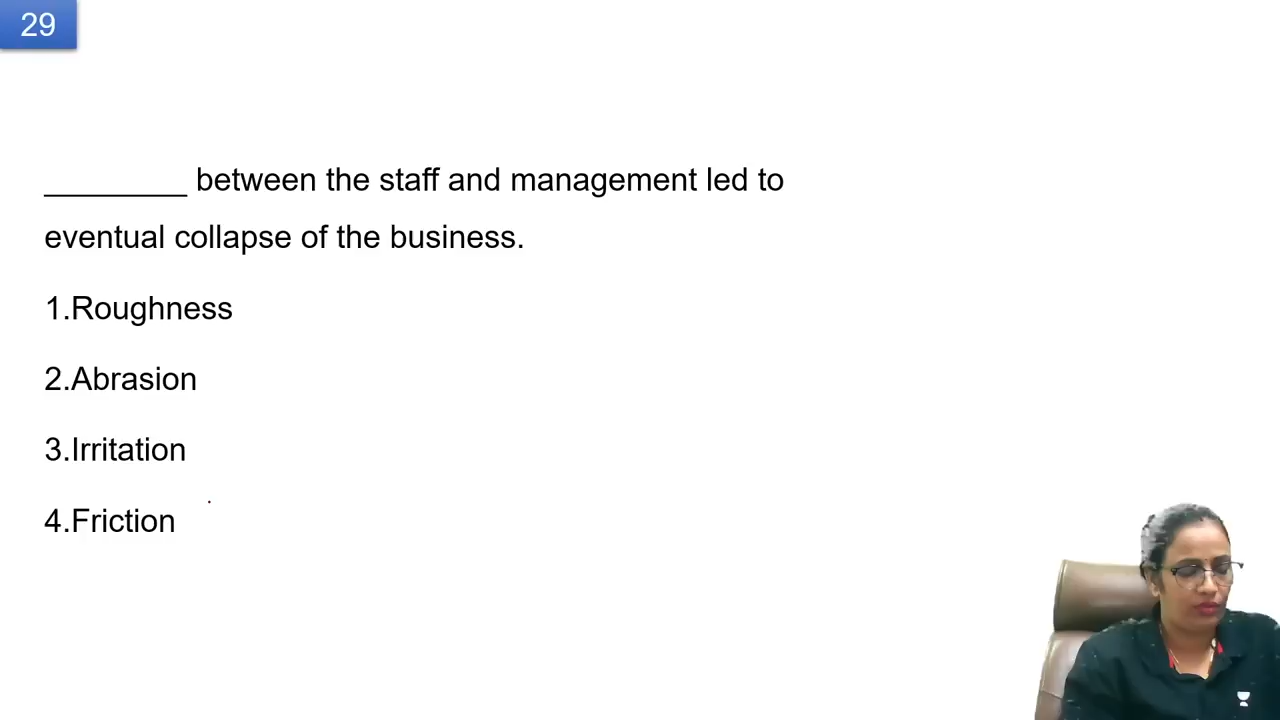 29
_________ between the staff and management led to
eventual collapse of the business.
1.Roughness
2.Abrasion
3.Irritation
4.Friction